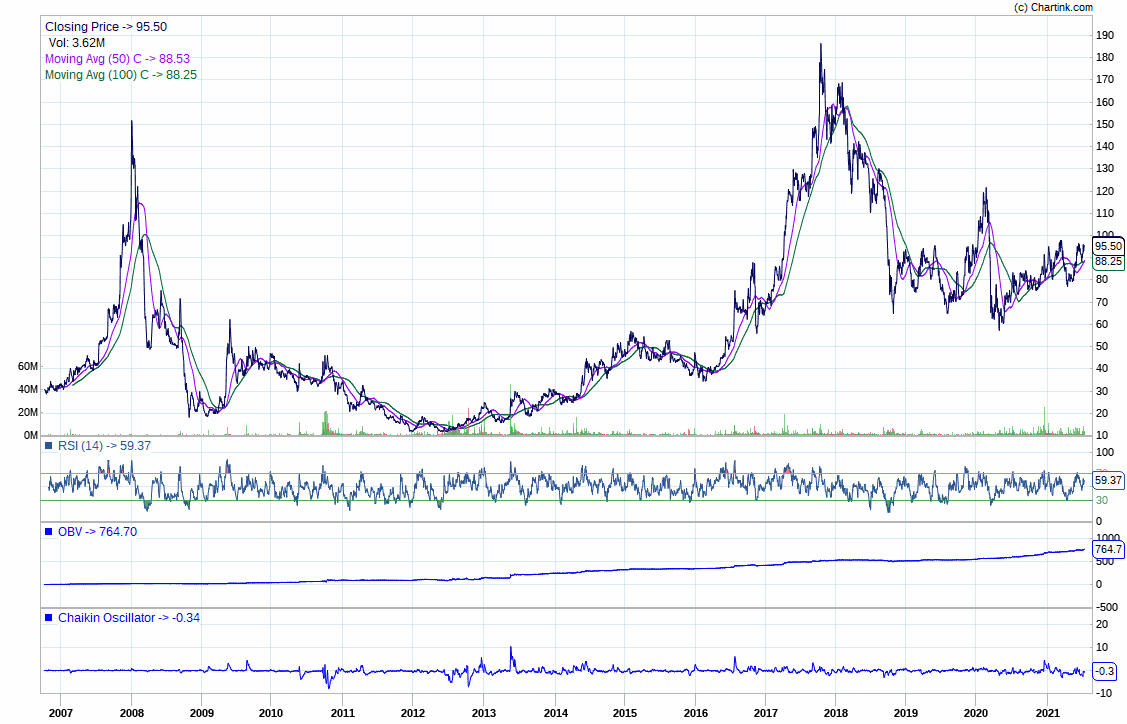 (c) Chartink.com
Closing Price -> 95.50
Vol: 3.62M
Moving Avg (50) C -> 88.53
Moving Avg (100) C -> 88.25
190
180
170
160
150
140
130
120
110
100
95.50
88.25
80
70
60
50
40
30
20
10
60M
40M
20M
0M
RSI (14) -> 59.37
100
70
59.37
30
0
OBV -> 764.70
1000
764.7
500
0
-500
Chaikin Oscillator -> -0.34
20
10
-0.3
-10
2007 2008 2009 2010 2011 2012 2013 2014 2015 2016 2017 2018 2019 2020 2021